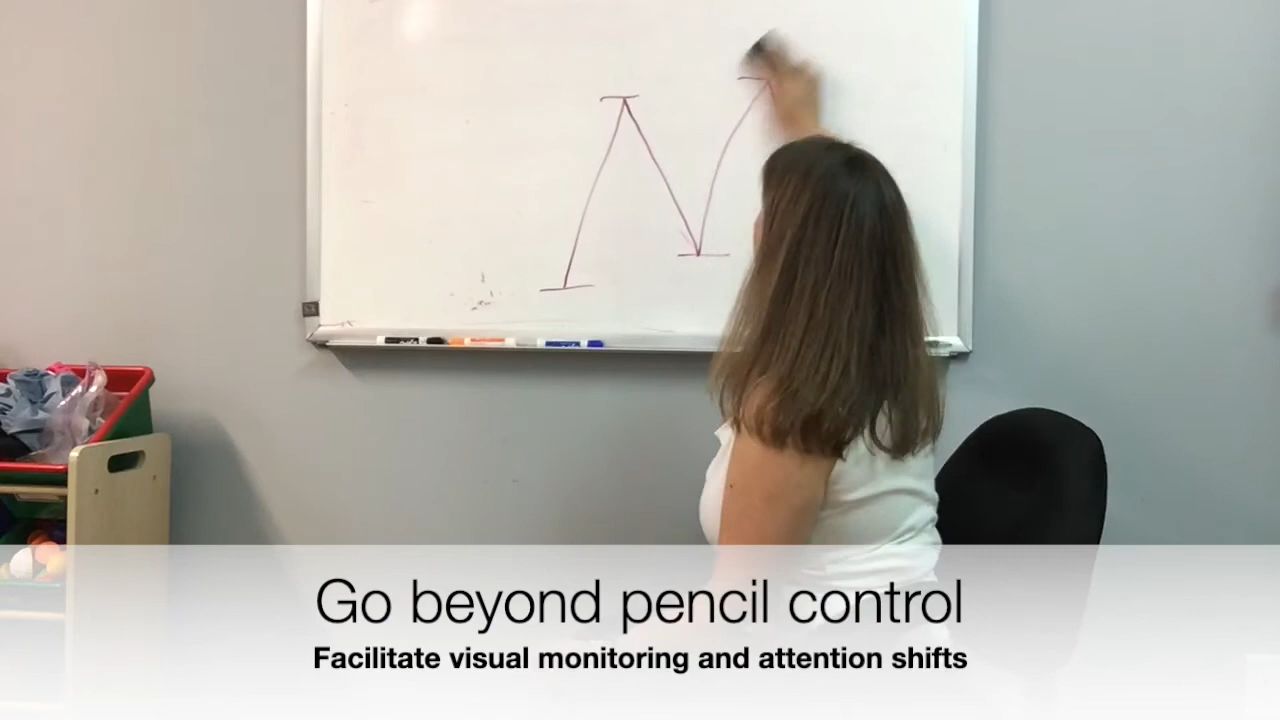 Go beyond pencil control
Facilitate visual monitoring and attention shifts